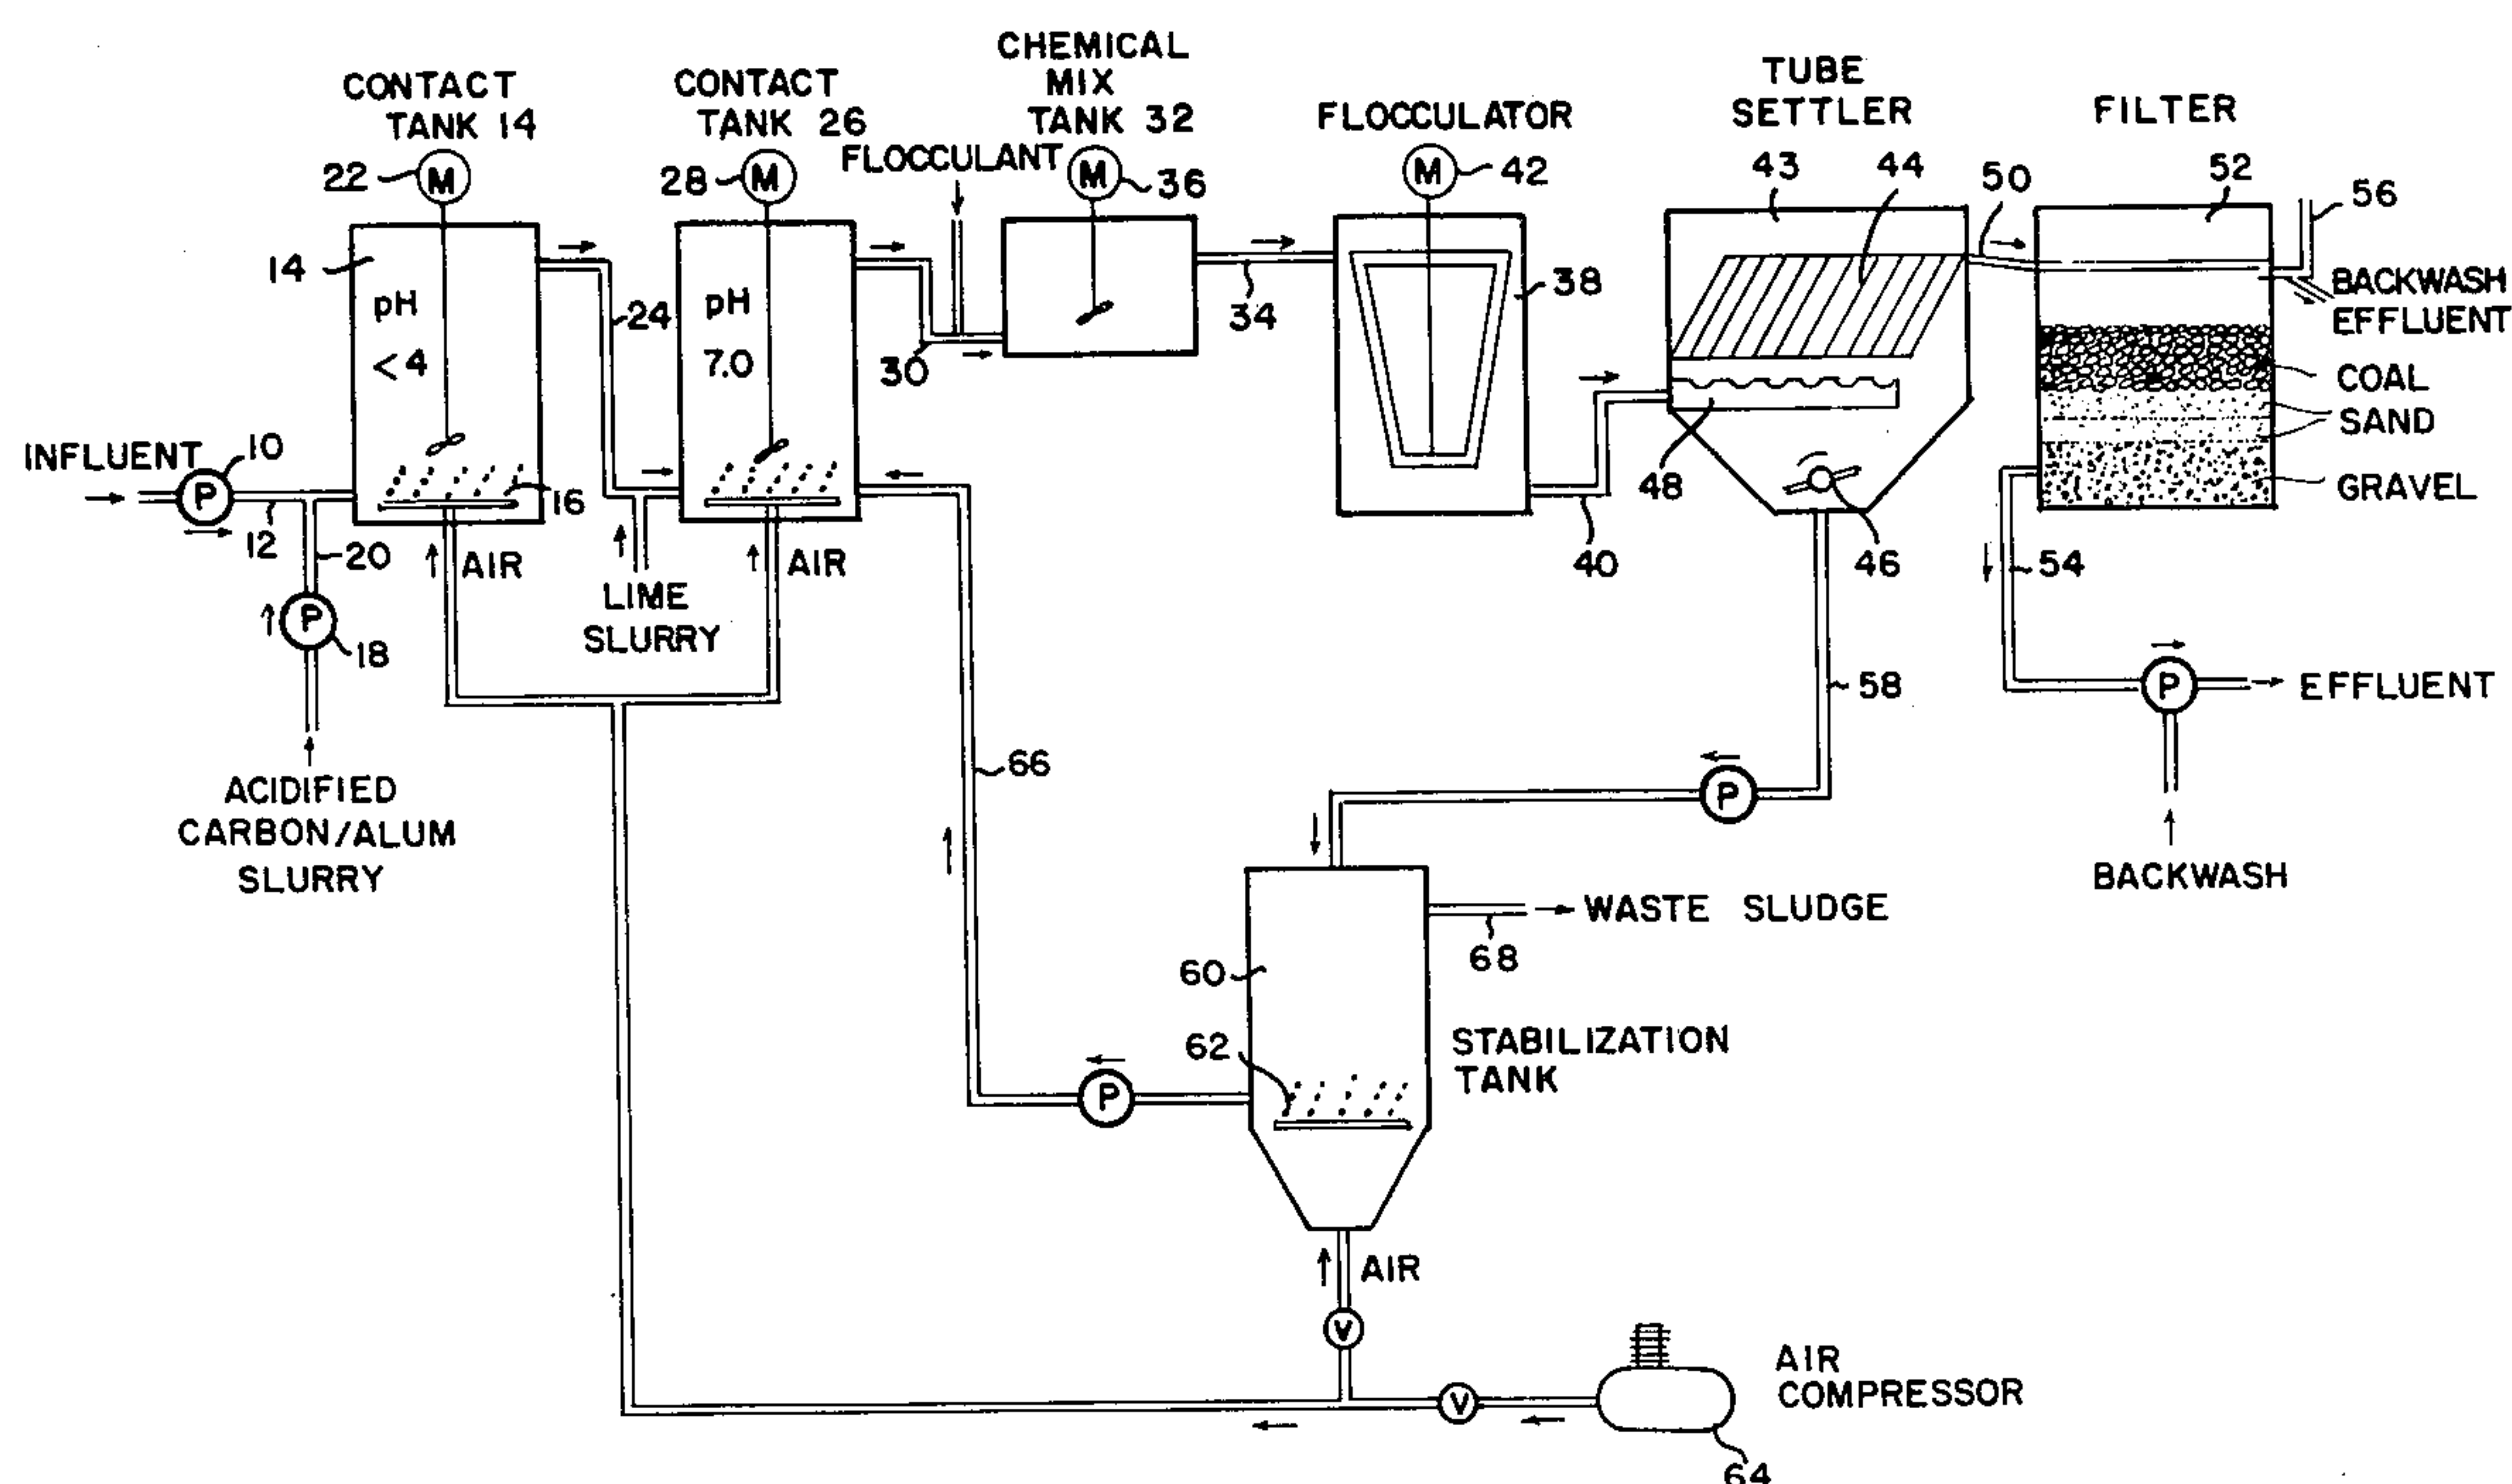 CONTACT
TANK 14
CONTACT
TANK 26
CHEMICAL
MIX
TANK 32
FLOCCULATOR
TUBE
SETTLER
FILTER
FLOCCULANT
22
M
28
M
M
36
M
42
43
44
50
52
56
14
pH
< 4
24
pH
7.0
30
34
38
BACKWASH
EFFLUENT
COAL
SAND
GRAVEL
INFLUENT
10
P
12
16
20
AIR
AIR
LIME
SLURRY
48
46
40
54
P
18
ACIDIFIED
CARBON/ALUM
SLURRY
66
58
P
P
EFFLUENT
BACKWASH
WASTE SLUDGE
68
60
62
STABILIZATION
TANK
P
AIR
V
V
AIR
COMPRESSOR
64